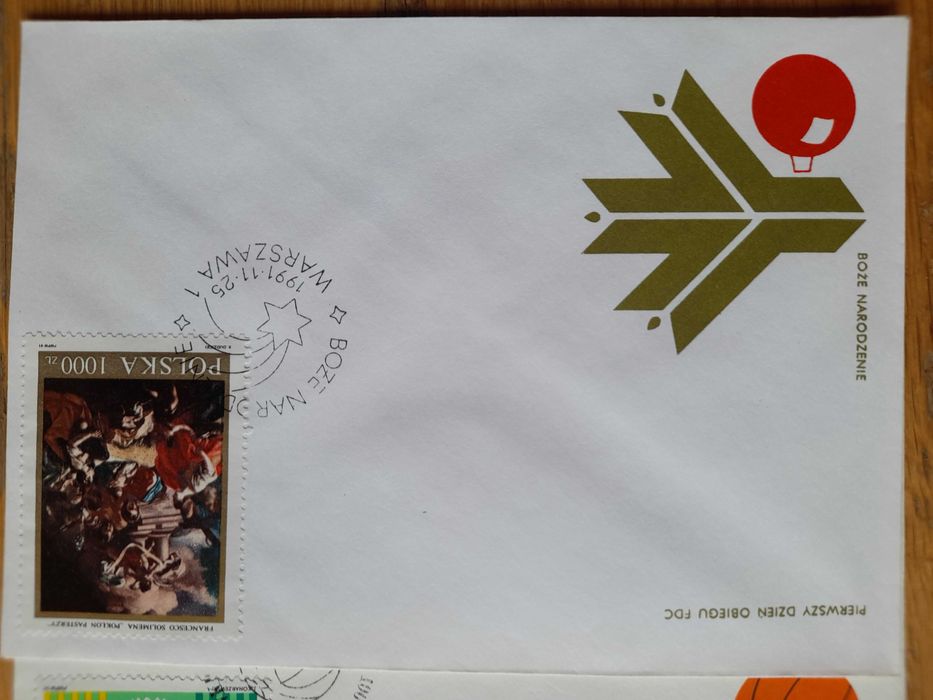 BOŻE NARODZENIE
PIERWSZY DZIEŃ OBIEGU FDC
WARSZAWA 1
1991·11·25
BOŻE NARODZENIE
POLSKA 1000 ZŁ
FRANCESCO SOLIMENA „POKŁON PASTERZY”